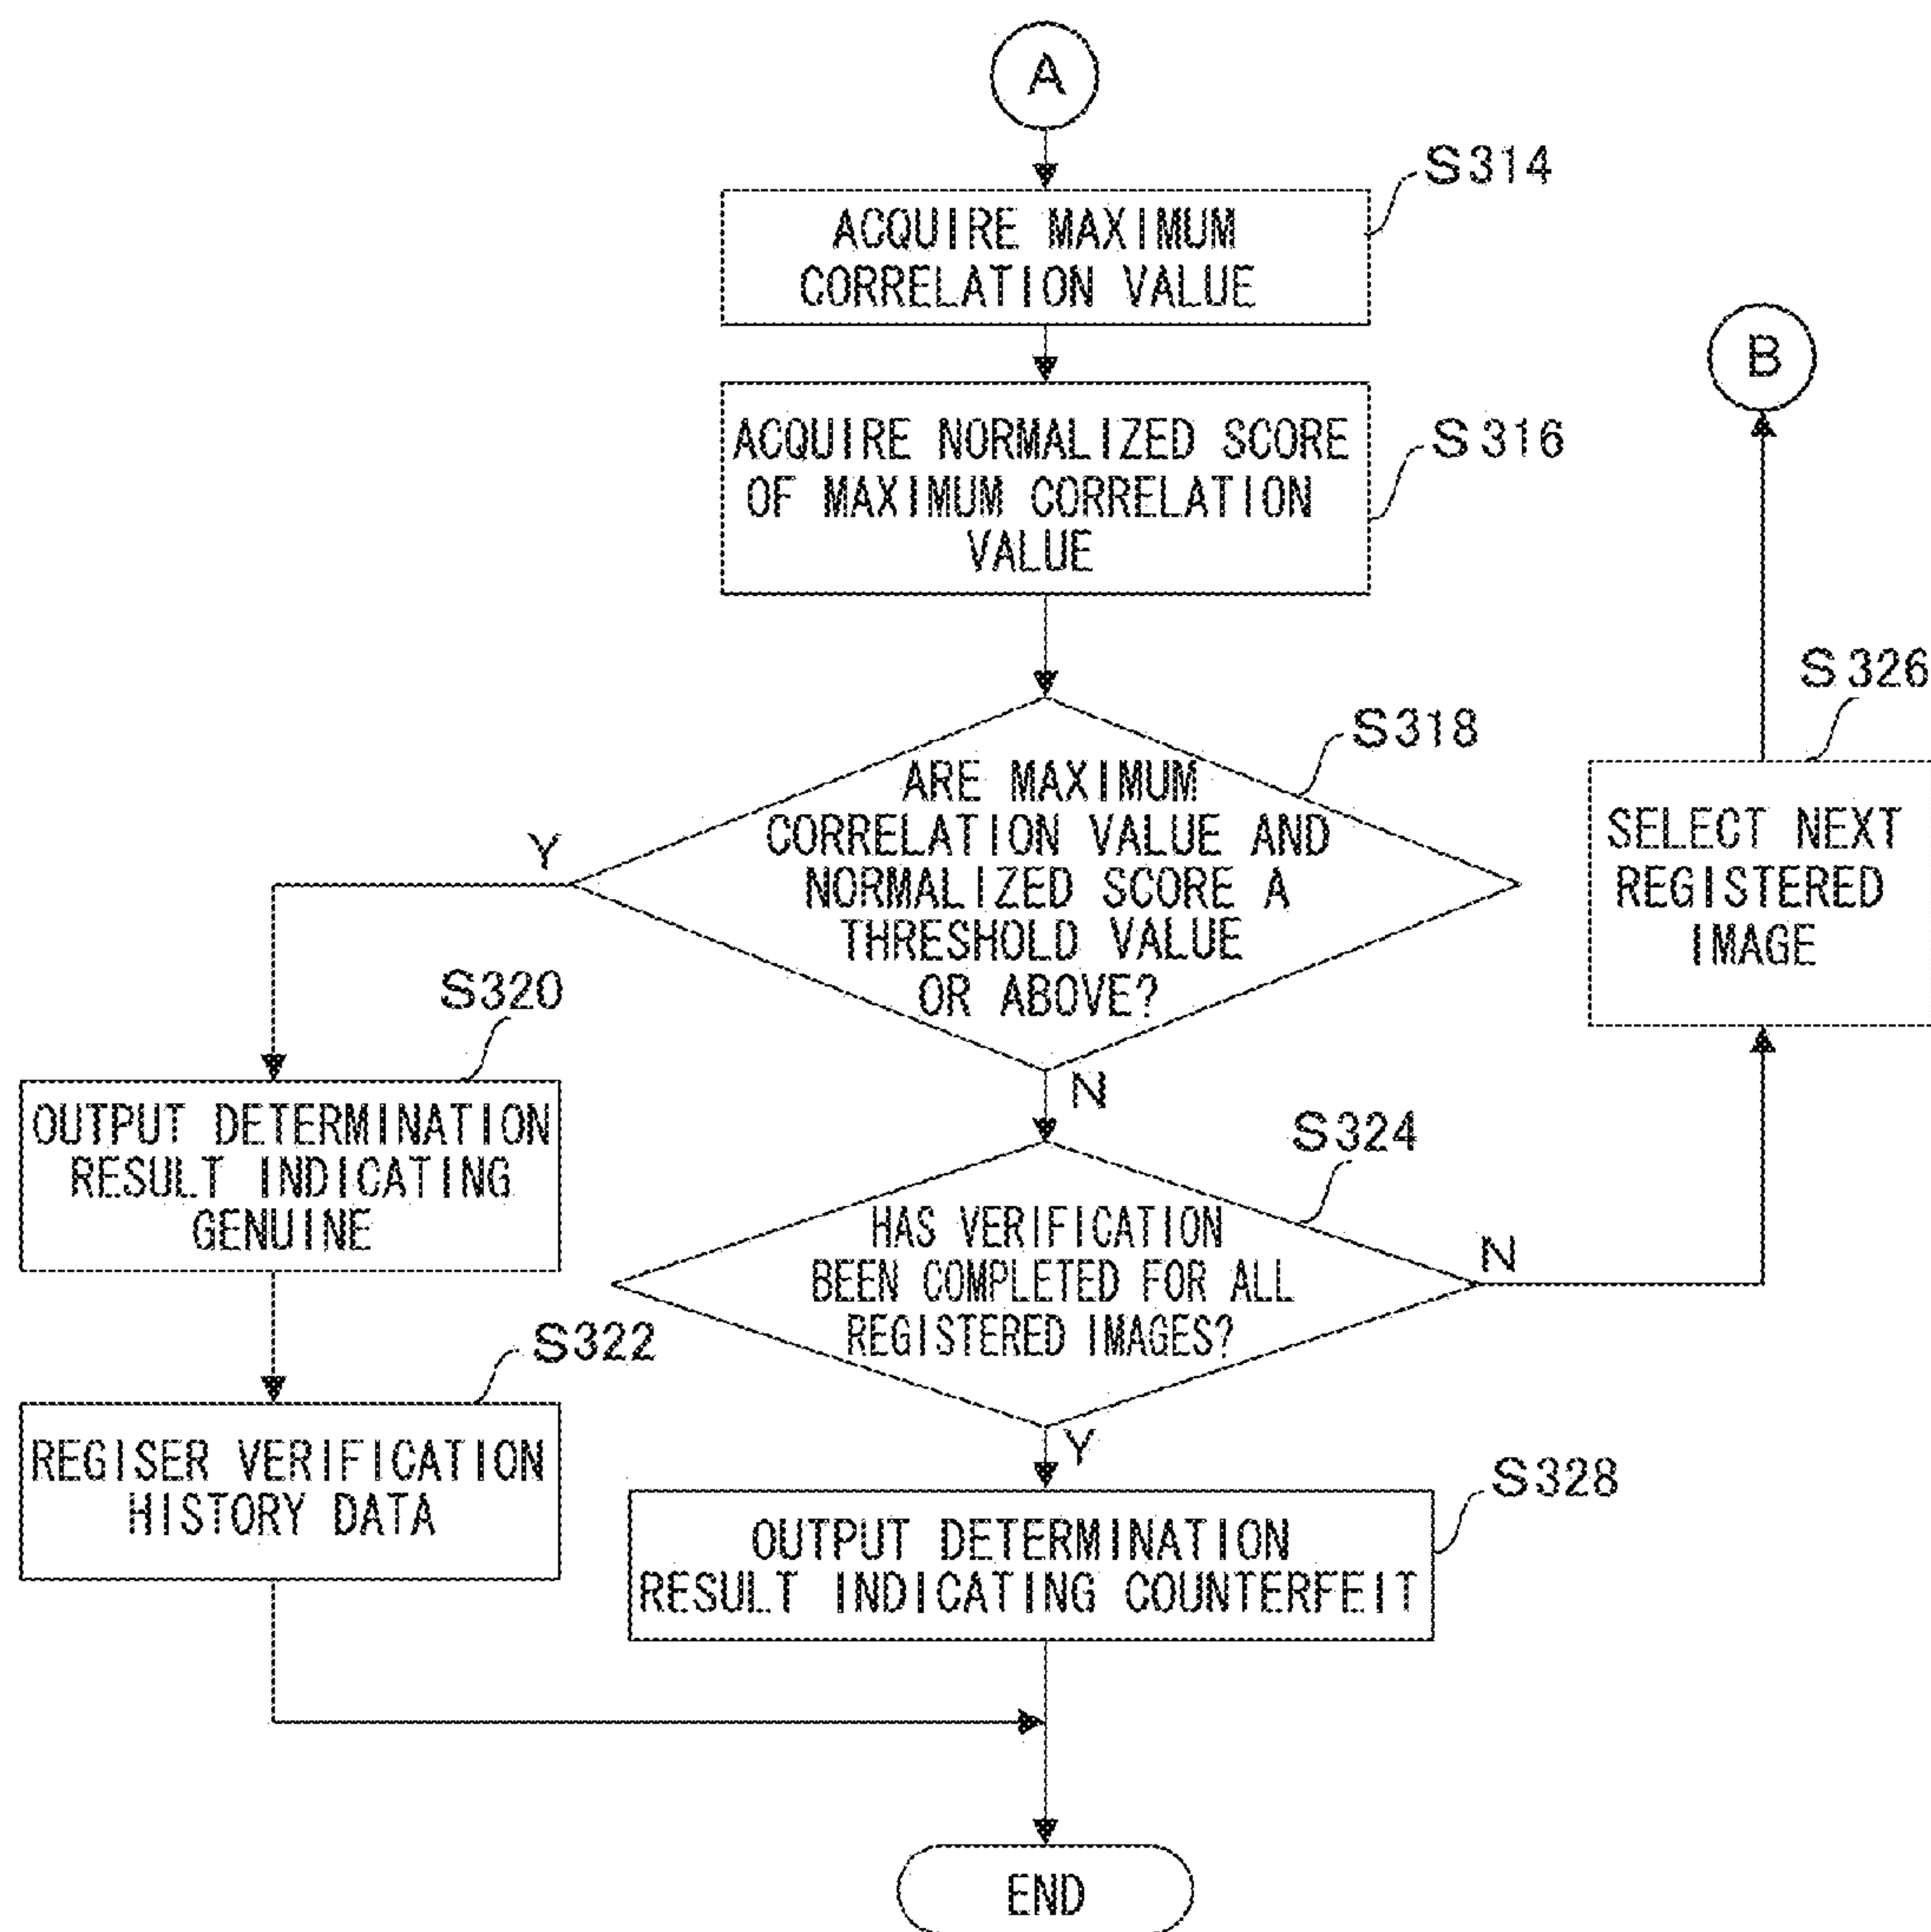 A
S314
ACQUIRE MAXIMUM
CORRELATION VALUE
S316
ACQUIRE NORMALIZED SCORE
OF MAXIMUM CORRELATION
VALUE
B
S318
ARE MAXIMUM
CORRELATION VALUE AND
NORMALIZED SCORE A
THRESHOLD VALUE
OR ABOVE?
Y
N
S320
OUTPUT DETERMINATION
RESULT INDICATING
GENUINE
S322
REGISER VERIFICATION
HISTORY DATA
S324
HAS VERIFICATION
BEEN COMPLETED FOR ALL
REGISTERED IMAGES?
N
Y
S326
SELECT NEXT
REGISTERED
IMAGE
S328
OUTPUT DETERMINATION
RESULT INDICATING COUNTERFEIT
END